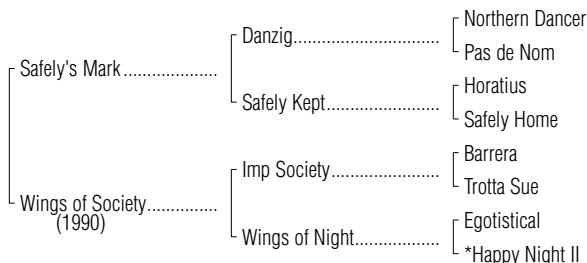 Northern Dancer
Danzig
Pas de Nom
Safely's Mark
Horatius
Safely Kept
Safely Home
Barrera
Imp Society
Trotta Sue
Wings of Society
(1990)
Egotistical
Wings of Night
*Happy Night II